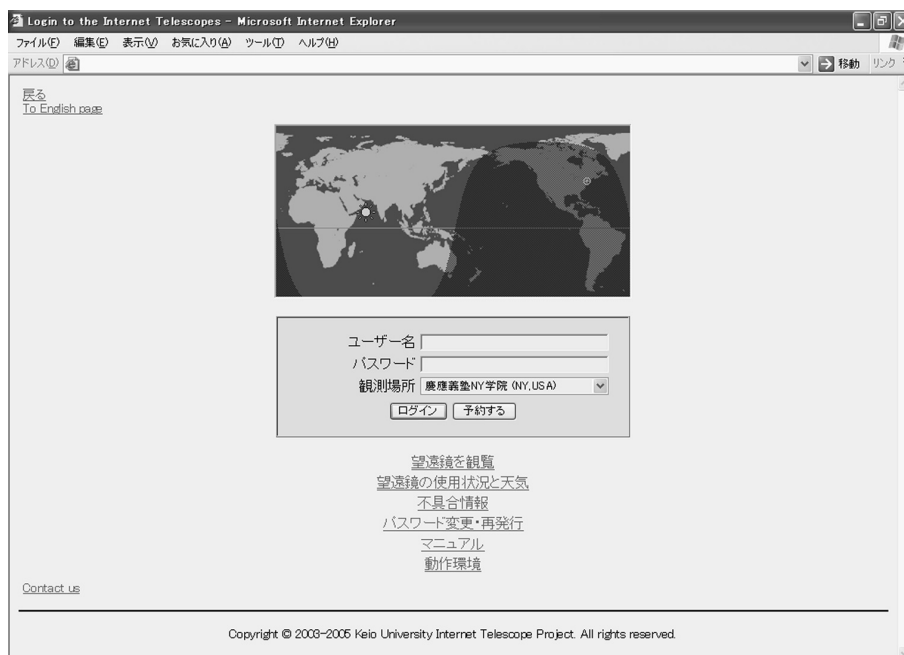 Login to the Internet Telescopes - Microsoft Internet Explorer
ファイル(F) 編集(E) 表示(V) お気に入り(A) ツール(T) ヘルプ(H)
アドレス(D) 移動 リンク
戻る
To English page
ユーザー名
パスワード
観測場所 慶應義塾NY学院 (NY,USA)
ログイン 予約する
望遠鏡を観覧
望遠鏡の使用状況と天気
不具合情報
パスワード変更・再発行
マニュアル
動作環境
Contact us
Copyright © 2003-2005 Keio University Internet Telescope Project. All rights reserved.